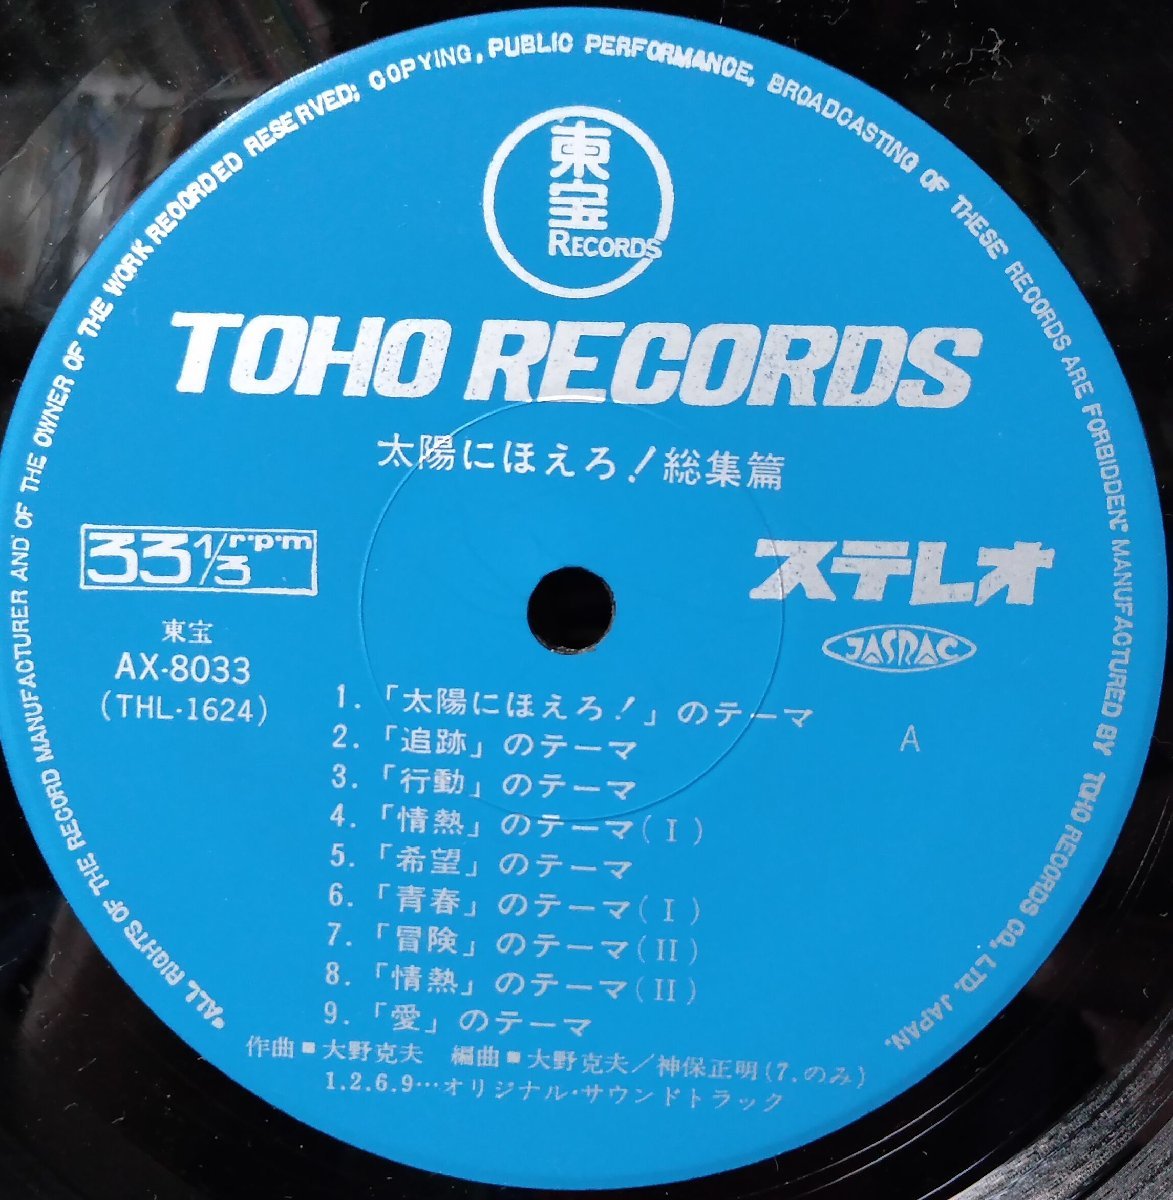 *ALL RIGHTS OF THE RECORD MANUFACTURER AND OF THE OWNER OF THE WORK RECORDED RESERVED; COPYING, PUBLIC PERFORMANCE, BROADCASTING OF THESE RECORDS ARE FORBIDDEN: MANUFACTURED BY TOHO RECORDS CO., LTD. JAPAN.
東宝
RECORDS
TOHO RECORDS
太陽にほえろ!総集篇
33 1/3 r·p·m
ステレオ
東宝
AX-8033
(THL-1624)
JASRAC
A
1.「太陽にほえろ!」のテーマ
2.「追跡」のテーマ
3.「行動」のテーマ
4.「情熱」のテーマ(I)
5.「希望」のテーマ
6.「青春」のテーマ(I)
7.「冒険」のテーマ(II)
8.「情熱」のテーマ(II)
9.「愛」のテーマ
作曲■大野克夫 編曲■大野克夫/神保正明(7.のみ)
1.2.6.9…オリジナル・サウンドトラック